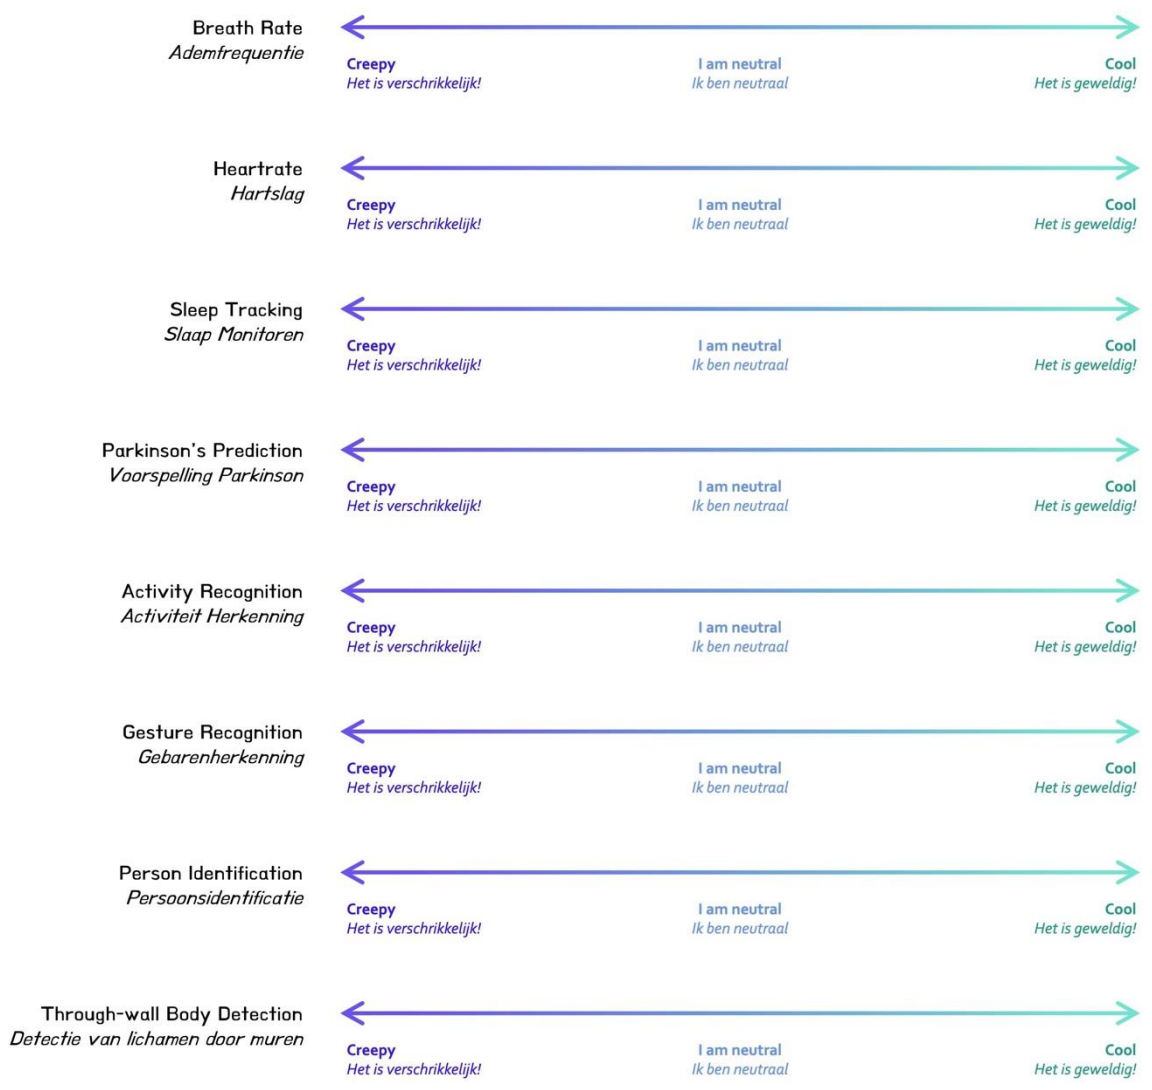 Breath Rate
Ademfrequentie
Creepy
Het is verschrikkelijk!
I am neutral
Ik ben neutraal
Cool
Het is geweldig!
Heartrate
Hartslag
Creepy
Het is verschrikkelijk!
I am neutral
Ik ben neutraal
Cool
Het is geweldig!
Sleep Tracking
Slaap Monitoren
Creepy
Het is verschrikkelijk!
I am neutral
Ik ben neutraal
Cool
Het is geweldig!
Parkinson's Prediction
Voorspelling Parkinson
Creepy
Het is verschrikkelijk!
I am neutral
Ik ben neutraal
Cool
Het is geweldig!
Activity Recognition
Activiteit Herkenning
Creepy
Het is verschrikkelijk!
I am neutral
Ik ben neutraal
Cool
Het is geweldig!
Gesture Recognition
Gebarenherkenning
Creepy
Het is verschrikkelijk!
I am neutral
Ik ben neutraal
Cool
Het is geweldig!
Person Identification
Persoonsidentificatie
Creepy
Het is verschrikkelijk!
I am neutral
Ik ben neutraal
Cool
Het is geweldig!
Through-wall Body Detection
Detectie van lichamen door muren
Creepy
Het is verschrikkelijk!
I am neutral
Ik ben neutraal
Cool
Het is geweldig!